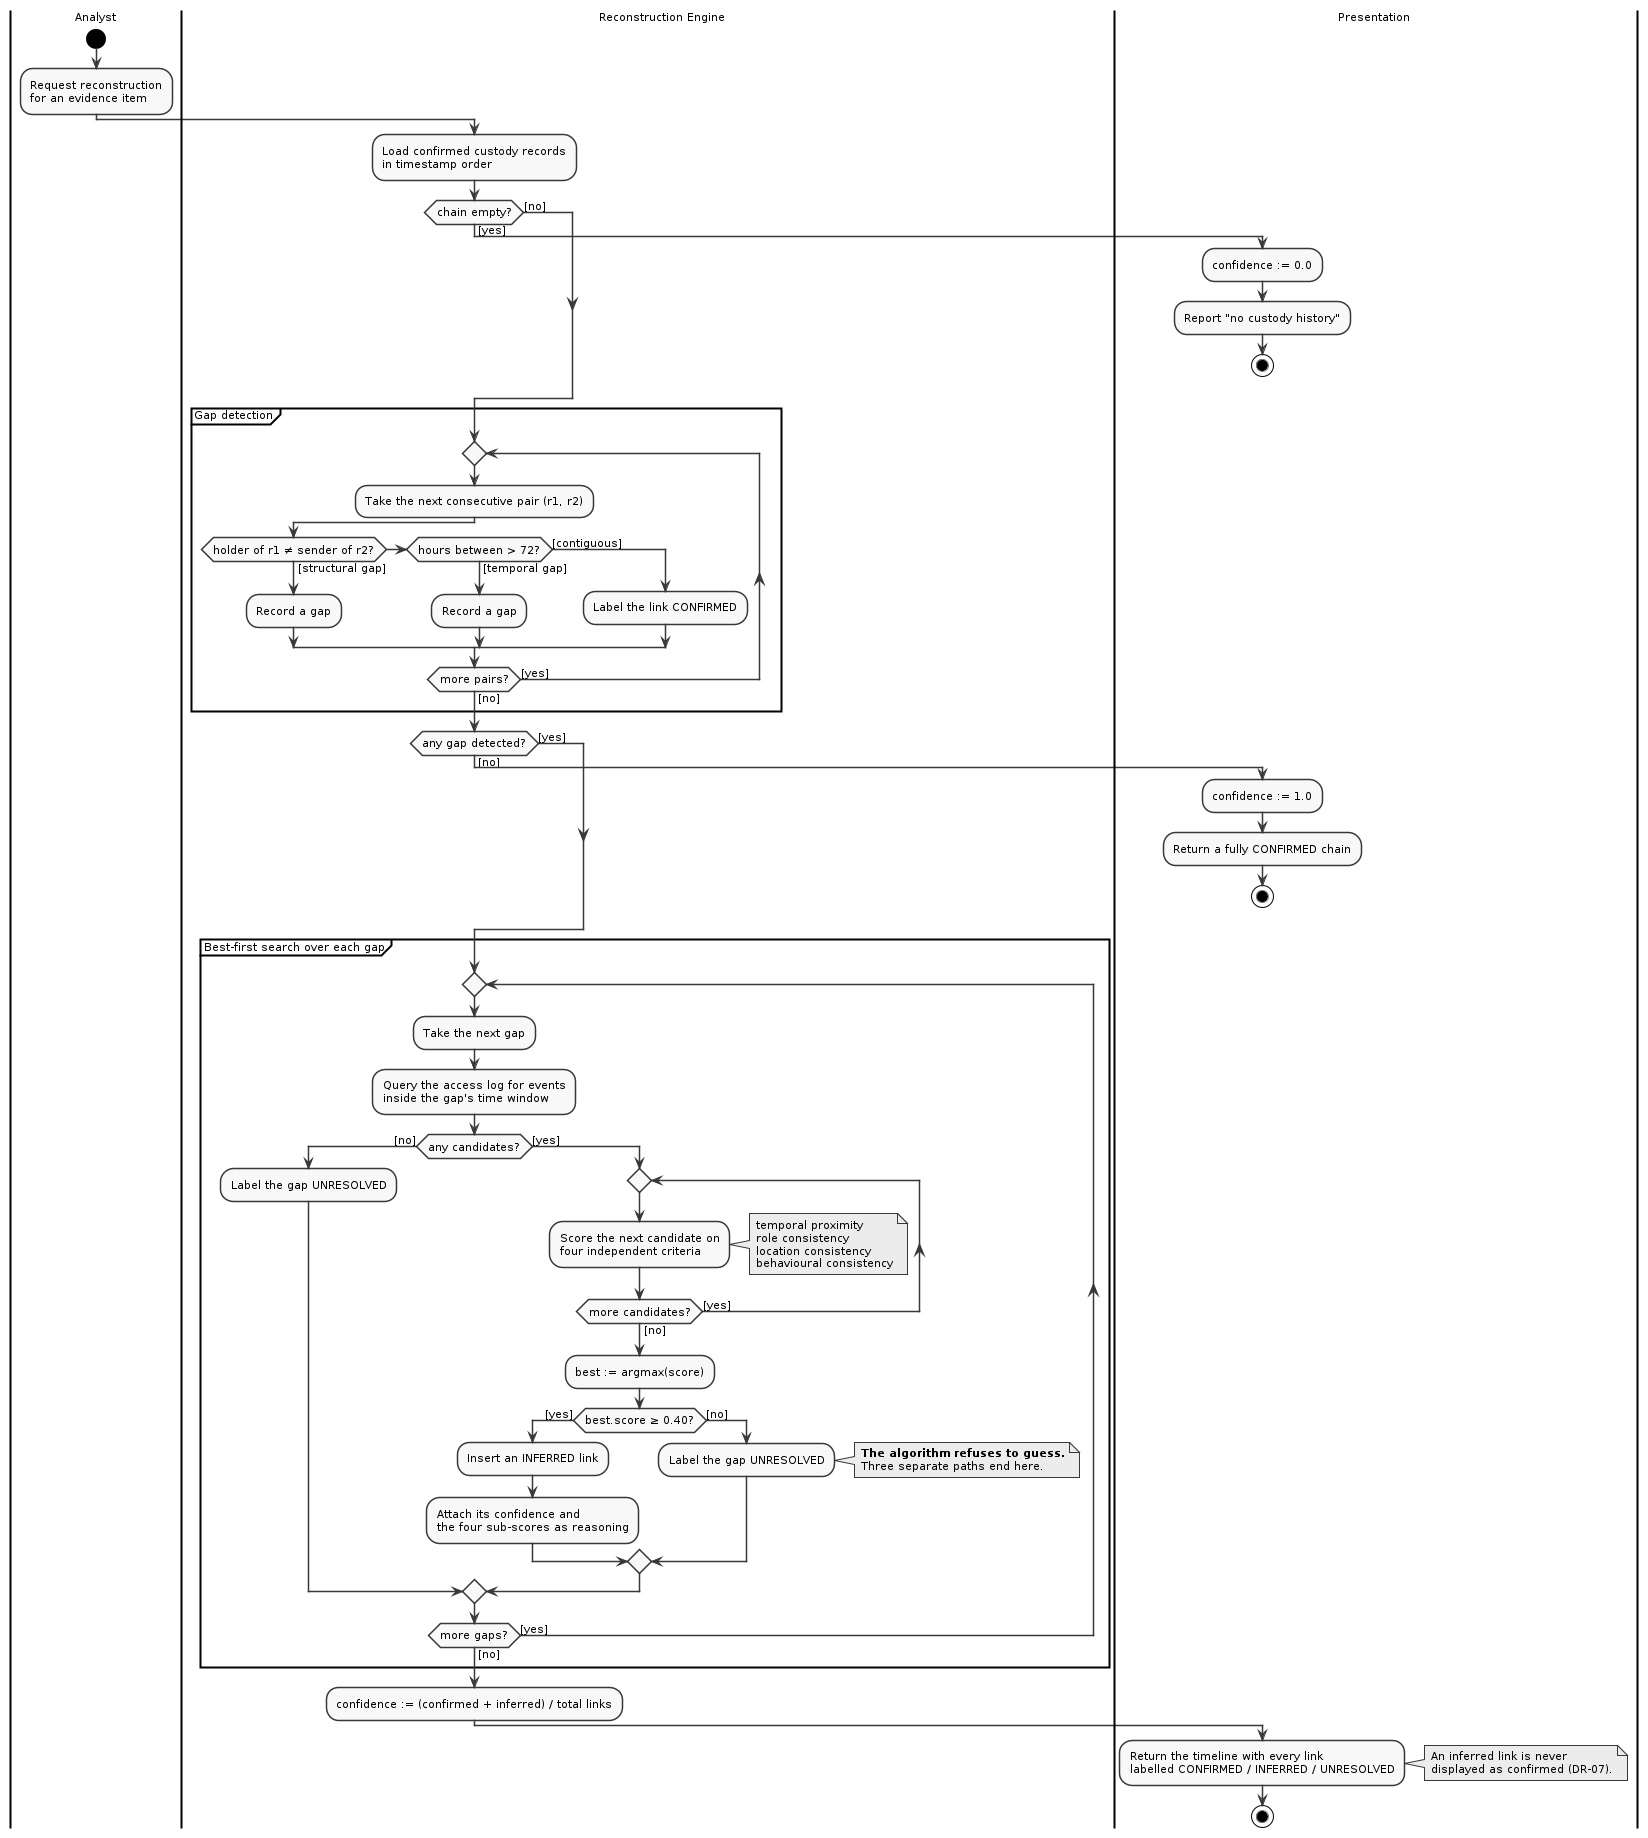 Analyst
Reconstruction Engine
Presentation
Request reconstruction
for an evidence item
Load confirmed custody records
in timestamp order
chain empty?
[no]
[yes]
confidence := 0.0
Report "no custody history"
Gap detection
Take the next consecutive pair (r1, r2)
holder of r1 ≠ sender of r2?
[structural gap]
hours between > 72?
[temporal gap]
[contiguous]
Record a gap
Record a gap
Label the link CONFIRMED
more pairs?
[yes]
[no]
any gap detected?
[yes]
[no]
confidence := 1.0
Return a fully CONFIRMED chain
Best-first search over each gap
Take the next gap
Query the access log for events
inside the gap's time window
[no]
any candidates?
[yes]
Label the gap UNRESOLVED
Score the next candidate on
four independent criteria
temporal proximity
role consistency
location consistency
behavioural consistency
more candidates?
[yes]
[no]
best := argmax(score)
[yes]
best.score ≥ 0.40?
[no]
Insert an INFERRED link
Label the gap UNRESOLVED
The algorithm refuses to guess.
Three separate paths end here.
Attach its confidence and
the four sub-scores as reasoning
more gaps?
[yes]
[no]
confidence := (confirmed + inferred) / total links
Return the timeline with every link
labelled CONFIRMED / INFERRED / UNRESOLVED
An inferred link is never
displayed as confirmed (DR-07).